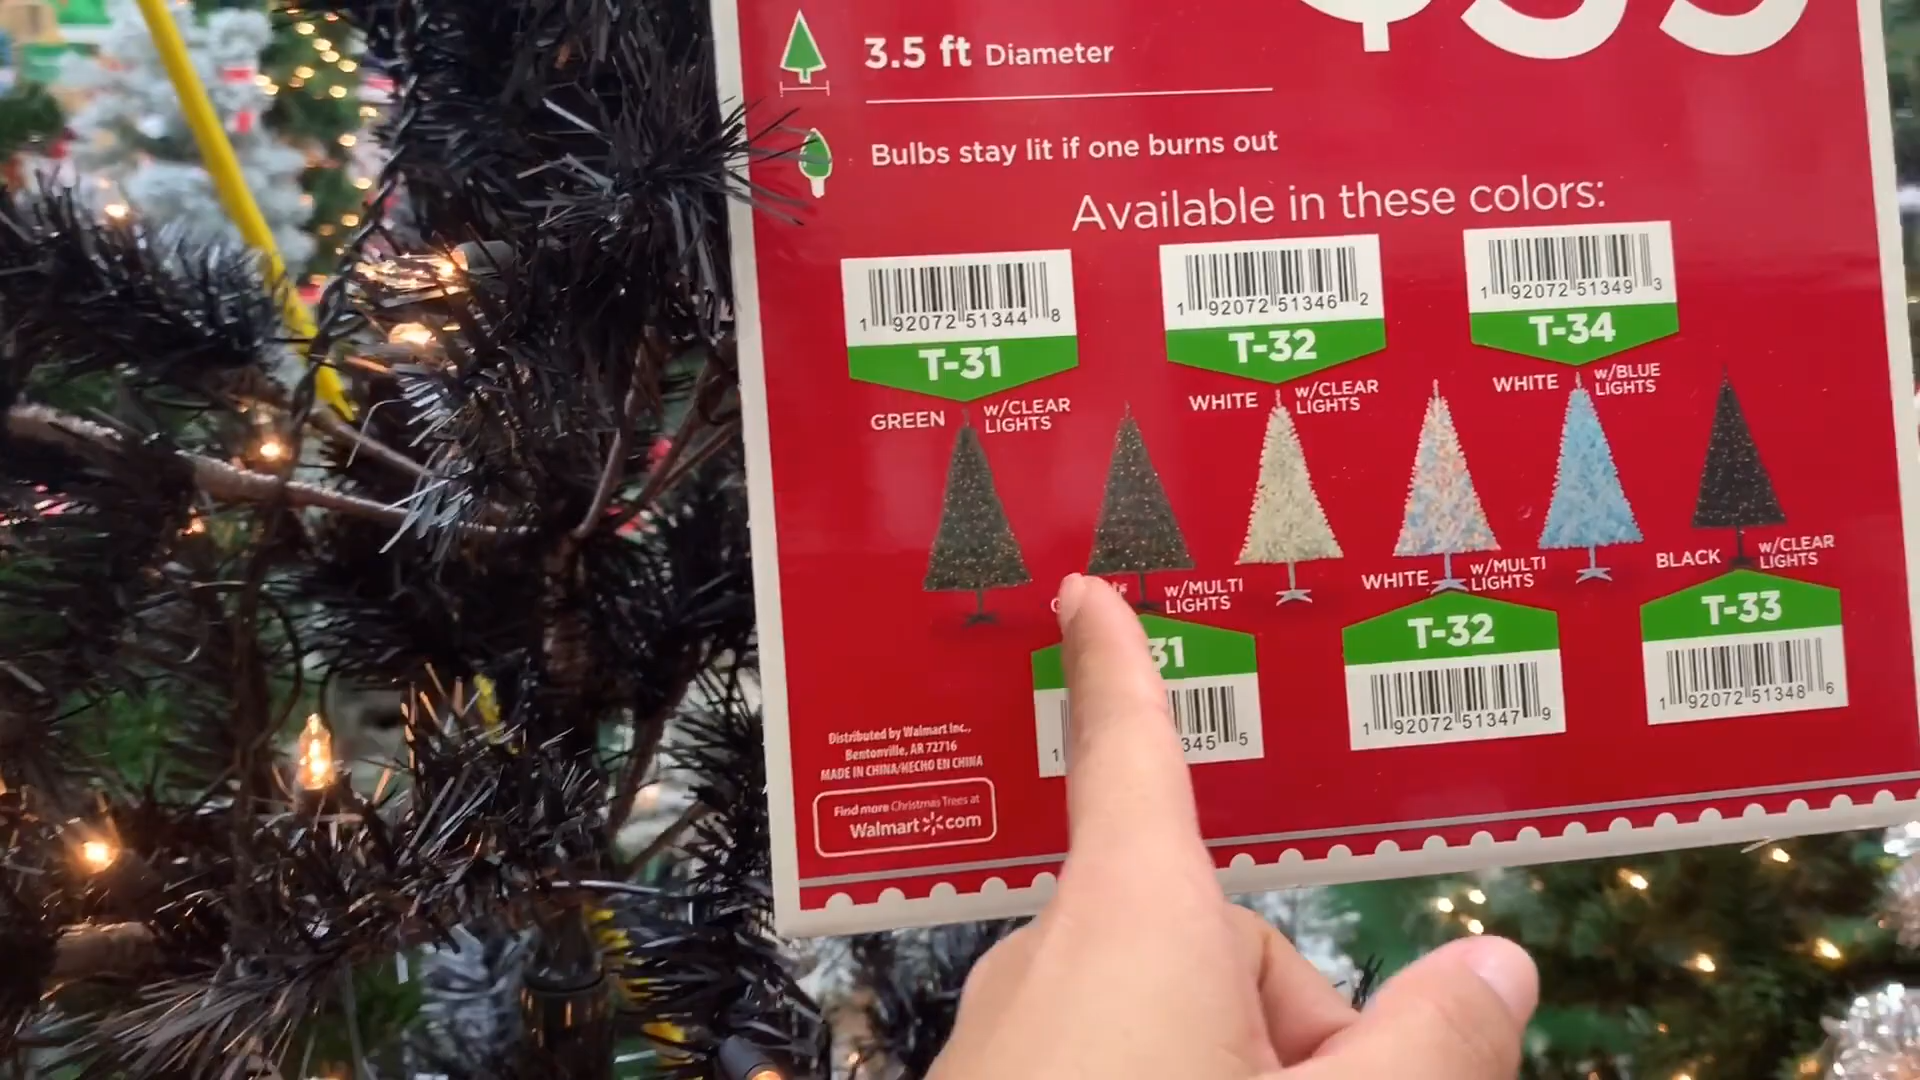 3.5 ft Diameter
Bulbs stay lit if one burns out
Available in these colors:
1 92072 51344 8
T-31
GREEN w/CLEAR LIGHTS
1 92072 51346 2
T-32
WHITE w/CLEAR LIGHTS
1 92072 51349 3
T-34
WHITE w/BLUE LIGHTS
w/MULTI LIGHTS
31
1 345 5
WHITE w/MULTI LIGHTS
T-32
1 92072 51347 9
BLACK w/CLEAR LIGHTS
T-33
1 92072 51348 6
Distributed by Walmart Inc.,
Bentonville, AR 72716
MADE IN CHINA/HECHO EN CHINA
Find more Christmas Trees at
Walmart.com